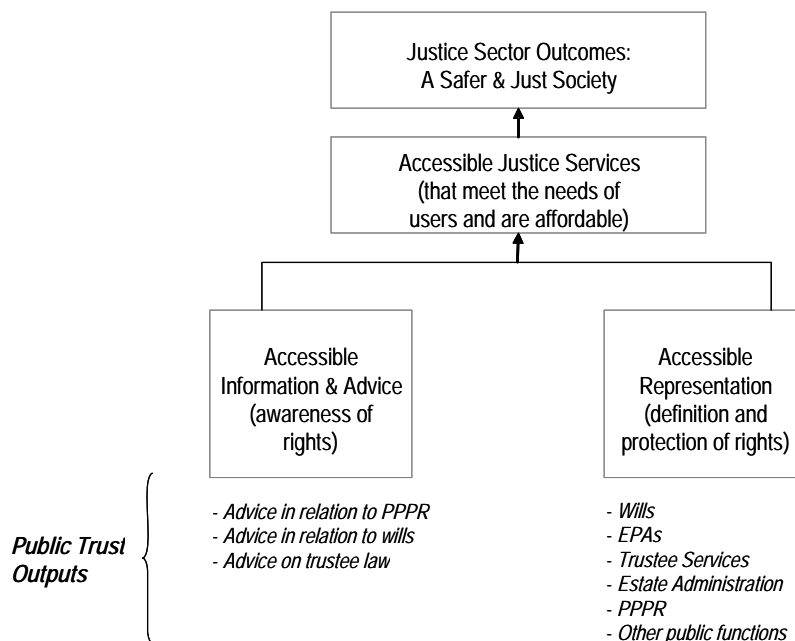 Justice Sector Outcomes:
A Safer & Just Society
Accessible Justice Services
(that meet the needs of
users and are affordable)
Accessible
Information & Advice
(awareness of
rights)
Accessible
Representation
(definition and
protection of rights)
Public Trust
Outputs
- Advice in relation to PPPR
- Advice in relation to wills
- Advice on trustee law
- Wills
- EPAs
- Trustee Services
- Estate Administration
- PPPR
- Other public functions